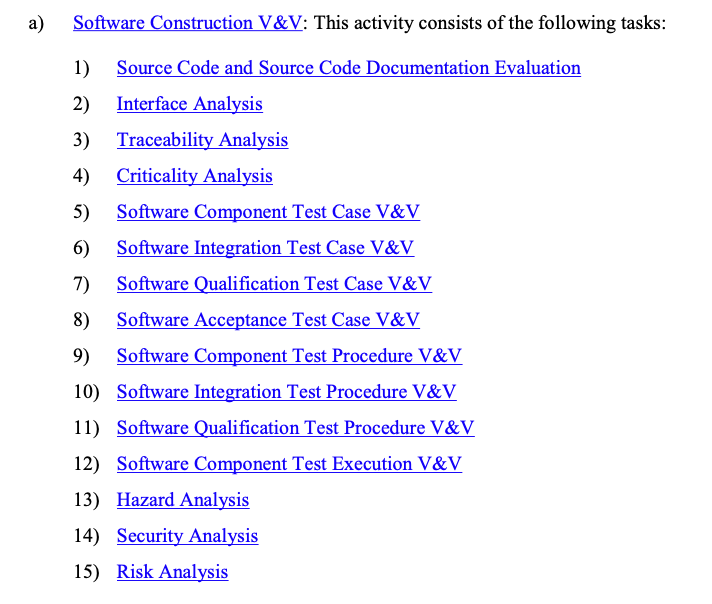 a) Software Construction V&V: This activity consists of the following tasks:
1) Source Code and Source Code Documentation Evaluation
2) Interface Analysis
3) Traceability Analysis
4) Criticality Analysis
5) Software Component Test Case V&V
6) Software Integration Test Case V&V
7) Software Qualification Test Case V&V
8) Software Acceptance Test Case V&V
9) Software Component Test Procedure V&V
10) Software Integration Test Procedure V&V
11) Software Qualification Test Procedure V&V
12) Software Component Test Execution V&V
13) Hazard Analysis
14) Security Analysis
15) Risk Analysis